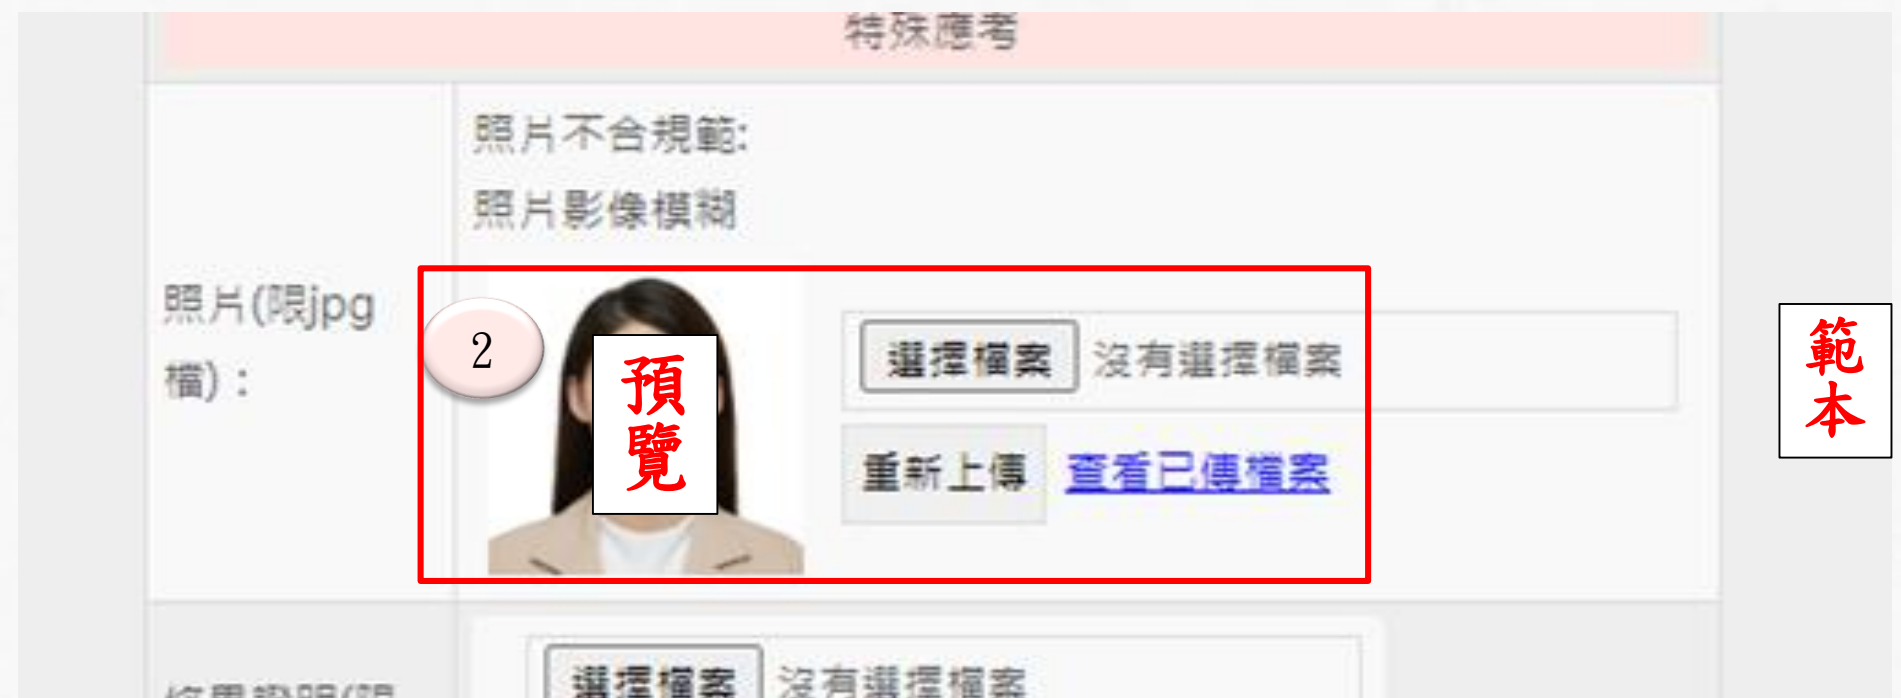 特殊應考
照片不合規範:
照片影像模糊
照片(限jpg
檔)：
2
預覽
選擇檔案 沒有選擇檔案
重新上傳 查看已傳檔案
範本
選擇檔案 沒有選擇檔案